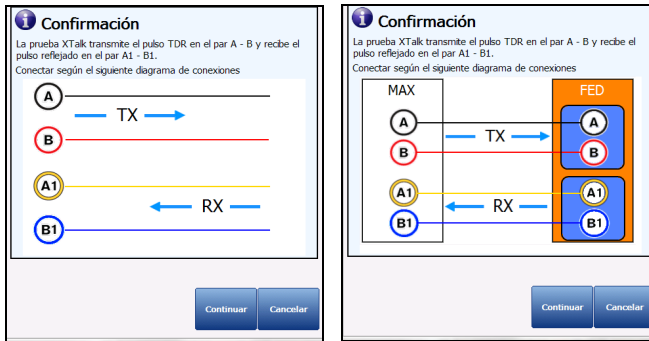 Confirmación
La prueba XTalk transmite el pulso TDR en el par A - B y recibe el
pulso reflejado en el par A1 - B1.
Conectar según el siguiente diagrama de conexiones
A
TX
B
A1
RX
B1
Continuar
Cancelar
Confirmación
La prueba XTalk transmite el pulso TDR en el par A - B y recibe el
pulso reflejado en el par A1 - B1.
Conectar según el siguiente diagrama de conexiones
MAX
FED
A
A
TX
B
B
A1
A1
RX
B1
B1
Continuar
Cancelar